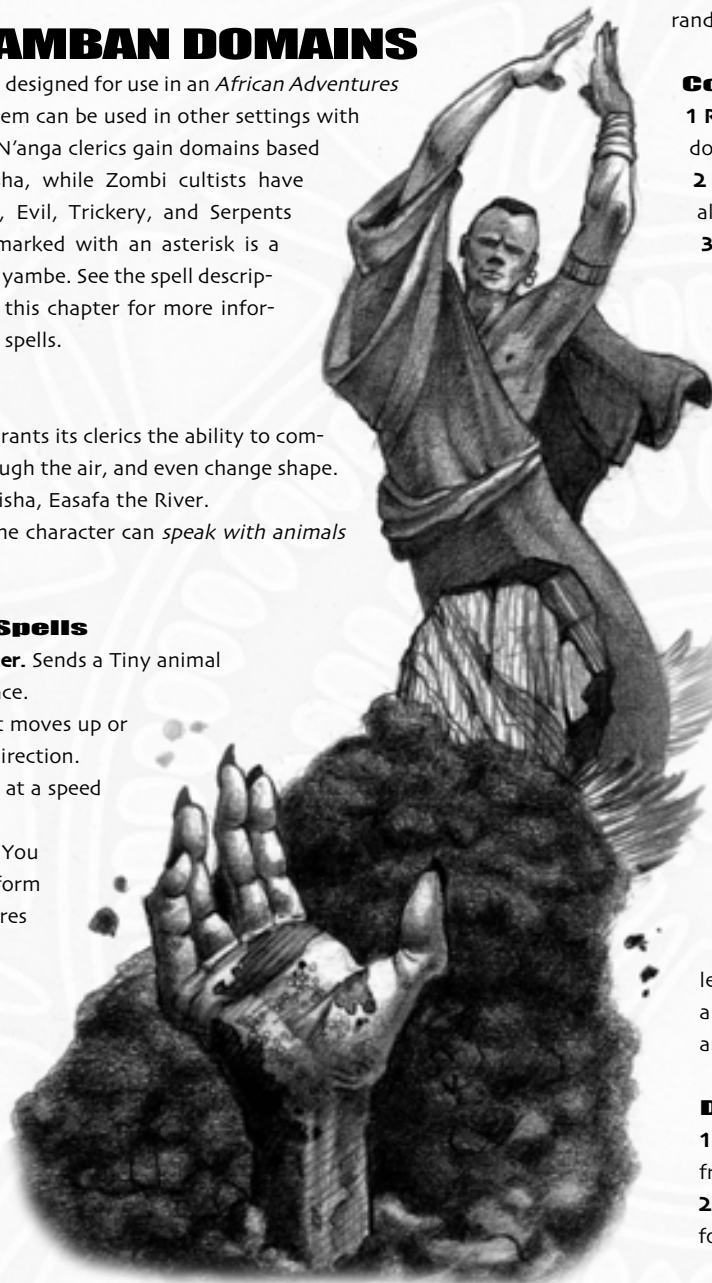 AMBAN DOMAINS
designed for use in an African Adventures
em can be used in other settings with
N’anga clerics gain domains based
sha, while Zombi cultists have
, Evil, Trickery, and Serpents
marked with an asterisk is a
yambe. See the spell descrip-
this chapter for more infor-
spells.
rants its clerics the ability to com-
ugh the air, and even change shape.
isha, Easafa the River.
he character can speak with animals
Spells
er. Sends a Tiny animal
ce.
t moves up or
irection.
at a speed
You
form
res
rand
Co
1 R
do
2
al
3
le
a
a
D
1
fr
2
fo